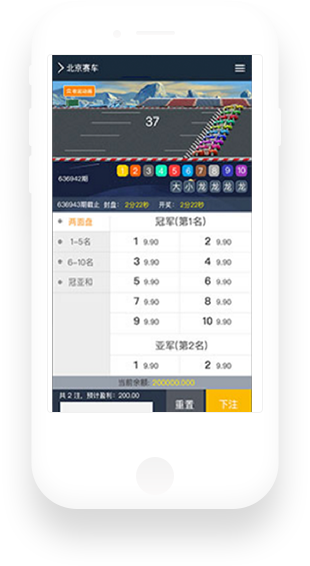 北京赛车
37
636942期
1 2 3 4 5 6 7 8 9 10
大 小 龙 龙 龙 龙
636943期截止 封盘: 2分22秒 开奖: 2分22秒
两面盘
冠军(第1名)
1~5名
1 9.90 2 9.90
6~10名
3 9.90 4 9.90
冠亚和
5 9.90 6 9.90
7 9.90 8 9.90
9 9.90 10 9.90
亚军(第2名)
1 9.90 2 9.90
当前余额: 200000.000
共 2 注，预计盈利: 200.00
重置 下注